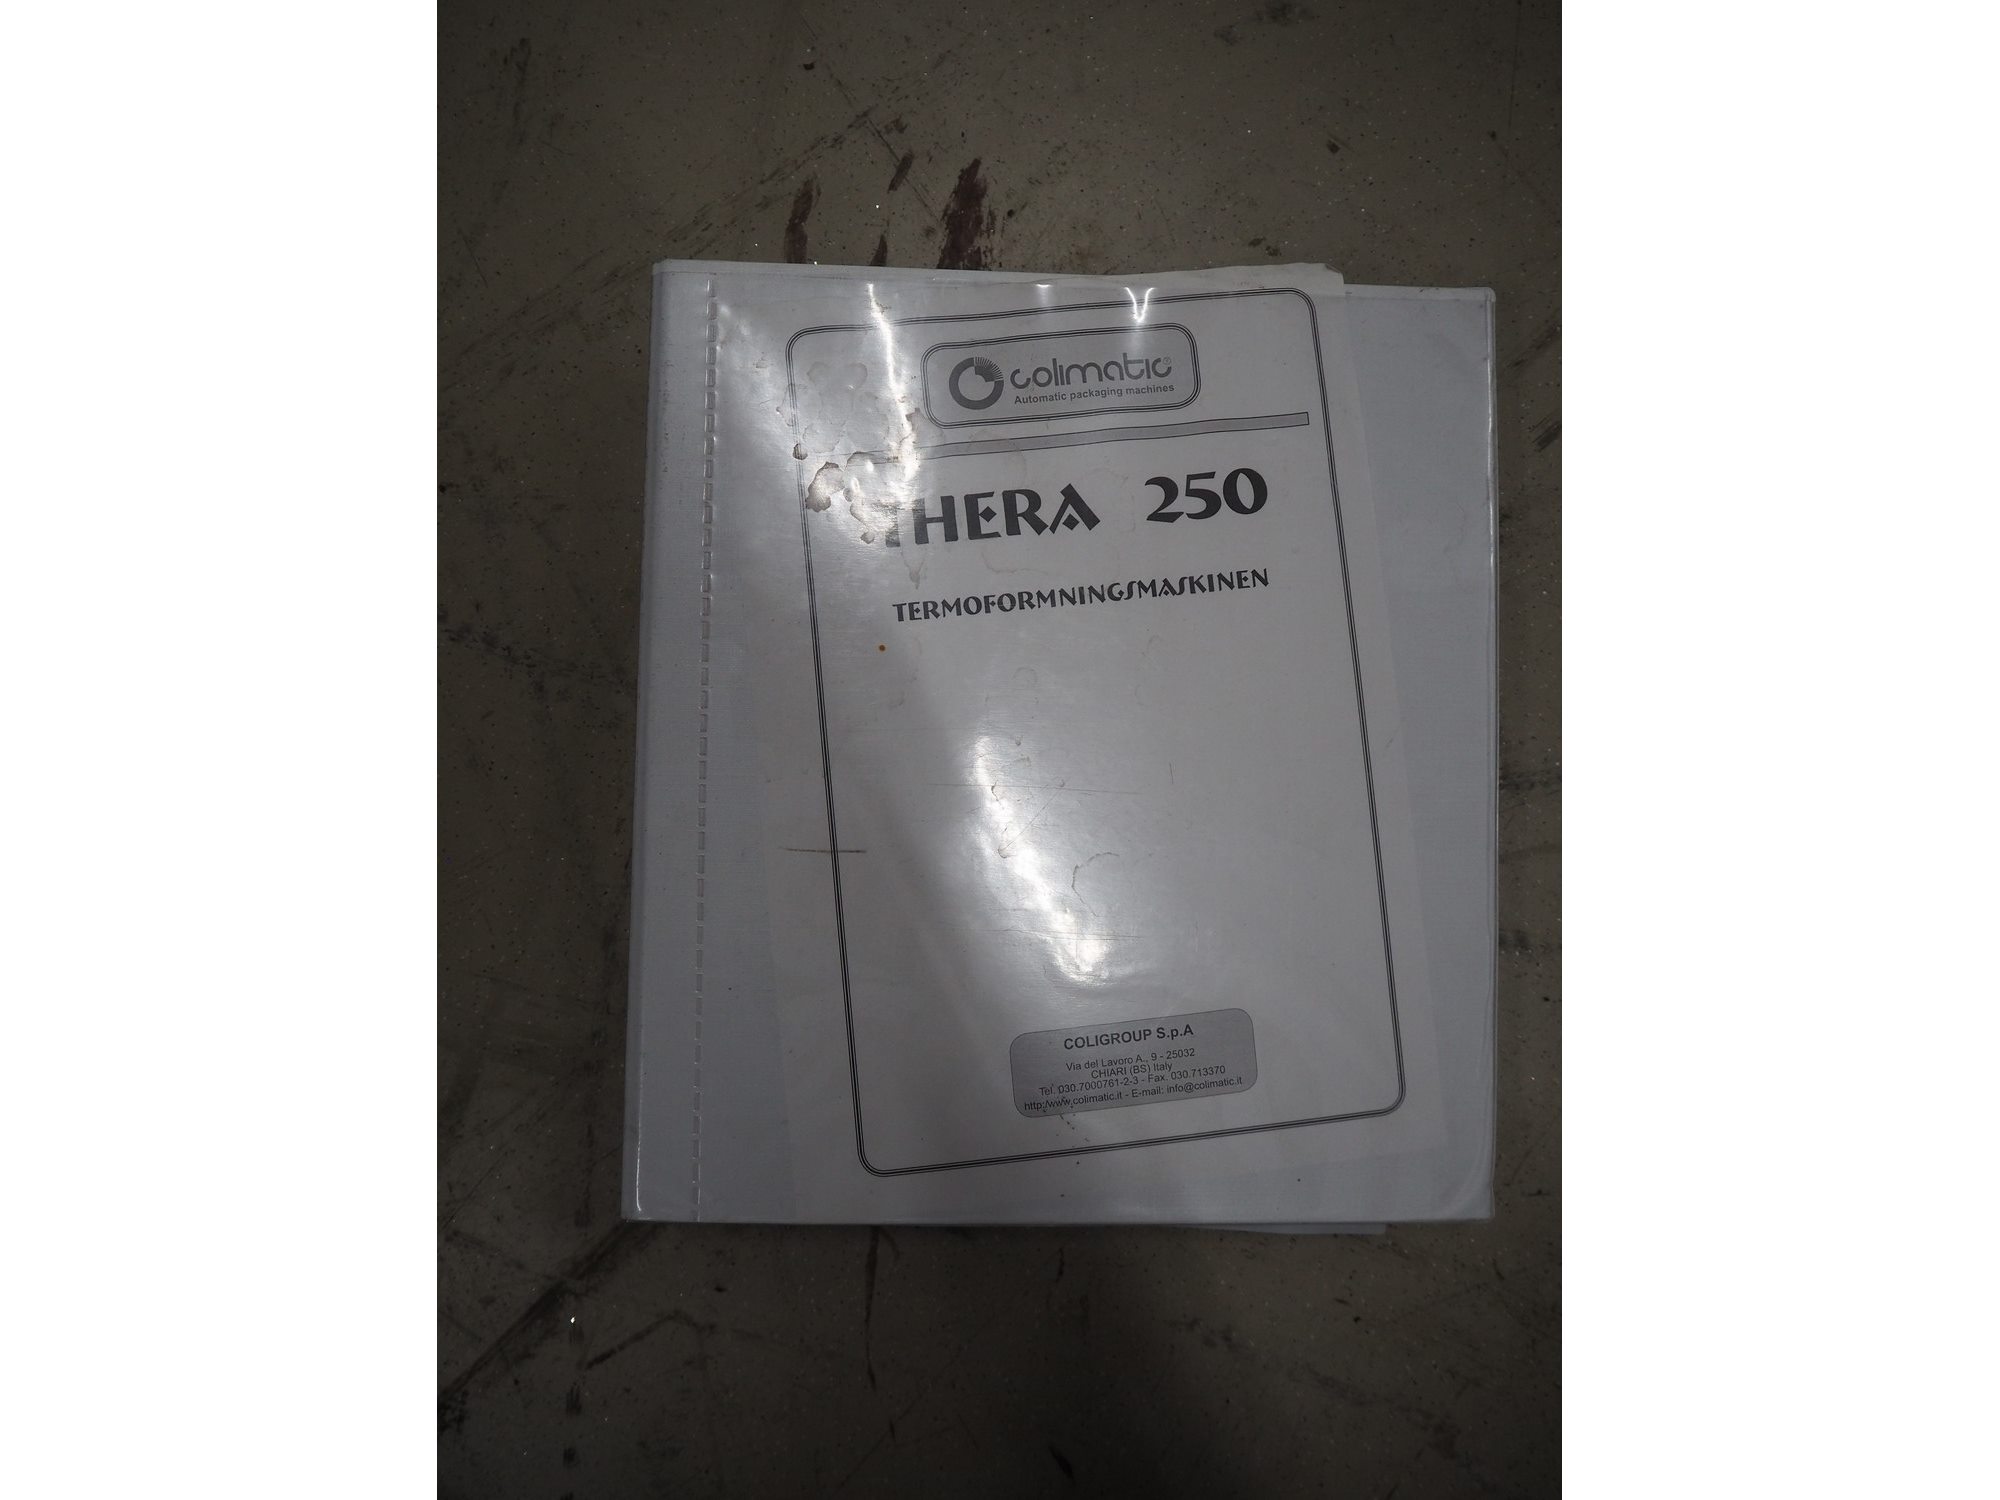 colimatic®
Automatic packaging machines
THERA 250
TERMOFORMNINGSMASKINEN
COLIGROUP S.p.A
Via del Lavoro A., 9 - 25032
CHIARI (BS) Italy
Tel. 030.7000761-2-3 - Fax. 030.713370
http:/www.colimatic.it - E-mail: info@colimatic.it